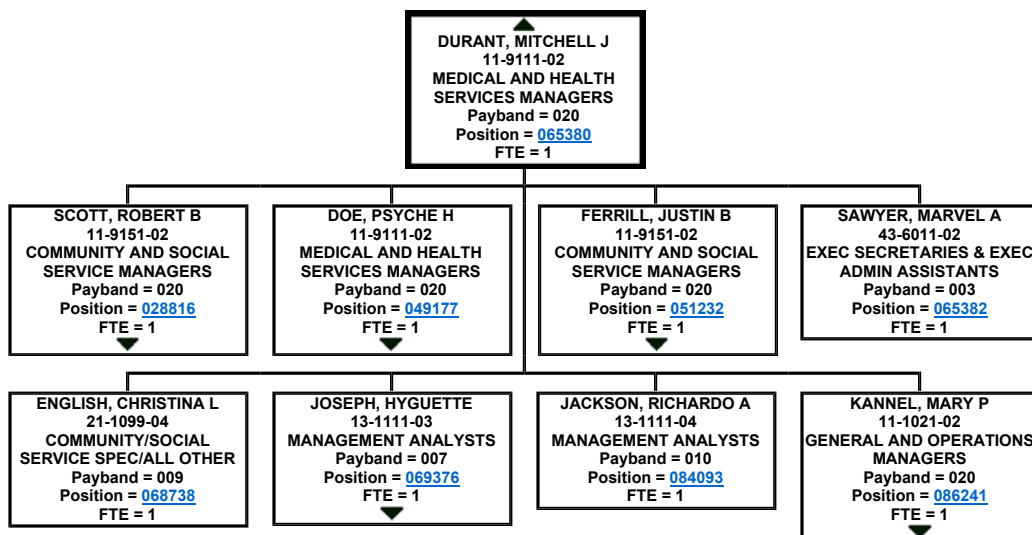 DURANT, MITCHELL J
11-9111-02
MEDICAL AND HEALTH
SERVICES MANAGERS
Payband = 020
Position = 065380
FTE = 1
SCOTT, ROBERT B
11-9151-02
COMMUNITY AND SOCIAL
SERVICE MANAGERS
Payband = 020
Position = 028816
FTE = 1
DOE, PSYCHE H
11-9111-02
MEDICAL AND HEALTH
SERVICES MANAGERS
Payband = 020
Position = 049177
FTE = 1
FERRILL, JUSTIN B
11-9151-02
COMMUNITY AND SOCIAL
SERVICE MANAGERS
Payband = 020
Position = 051232
FTE = 1
SAWYER, MARVEL A
43-6011-02
EXEC SECRETARIES & EXEC
ADMIN ASSISTANTS
Payband = 003
Position = 065382
FTE = 1
ENGLISH, CHRISTINA L
21-1099-04
COMMUNITY/SOCIAL
SERVICE SPEC/ALL OTHER
Payband = 009
Position = 068738
FTE = 1
JOSEPH, HYGUETTE
13-1111-03
MANAGEMENT ANALYSTS
Payband = 007
Position = 069376
FTE = 1
JACKSON, RICHARDO A
13-1111-04
MANAGEMENT ANALYSTS
Payband = 010
Position = 084093
FTE = 1
KANNEL, MARY P
11-1021-02
GENERAL AND OPERATIONS
MANAGERS
Payband = 020
Position = 086241
FTE = 1